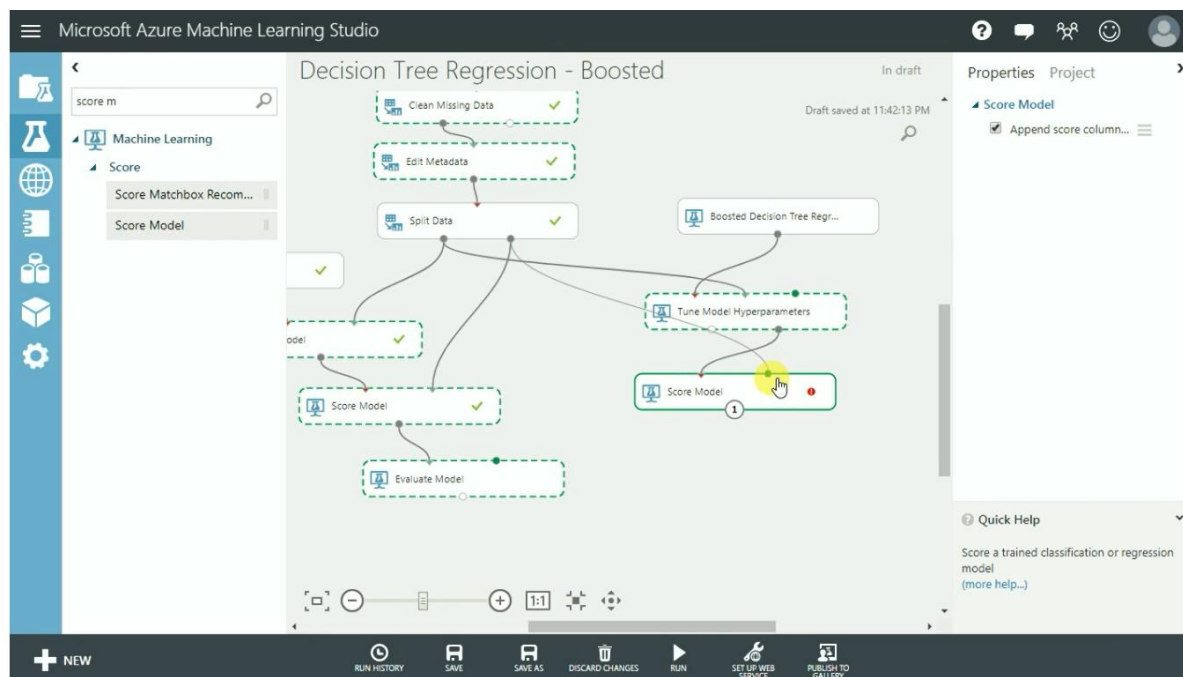 Microsoft Azure Machine Learning Studio
score m
Machine Learning
Score
Score Matchbox Recom...
Score Model
Decision Tree Regression - Boosted
In draft
Draft saved at 11:42:13 PM
Clean Missing Data
Edit Metadata
Split Data
Boosted Decision Tree Regr...
Tune Model Hyperparameters
odel
Score Model
Score Model
1
Evaluate Model
1:1
Properties Project
Score Model
Append score column...
Quick Help
Score a trained classification or regression
model
(more help...)
NEW
RUN HISTORY
SAVE
SAVE AS
DISCARD CHANGES
RUN
SET UP WEB
SERVICE
PUBLISH TO
GALLERY